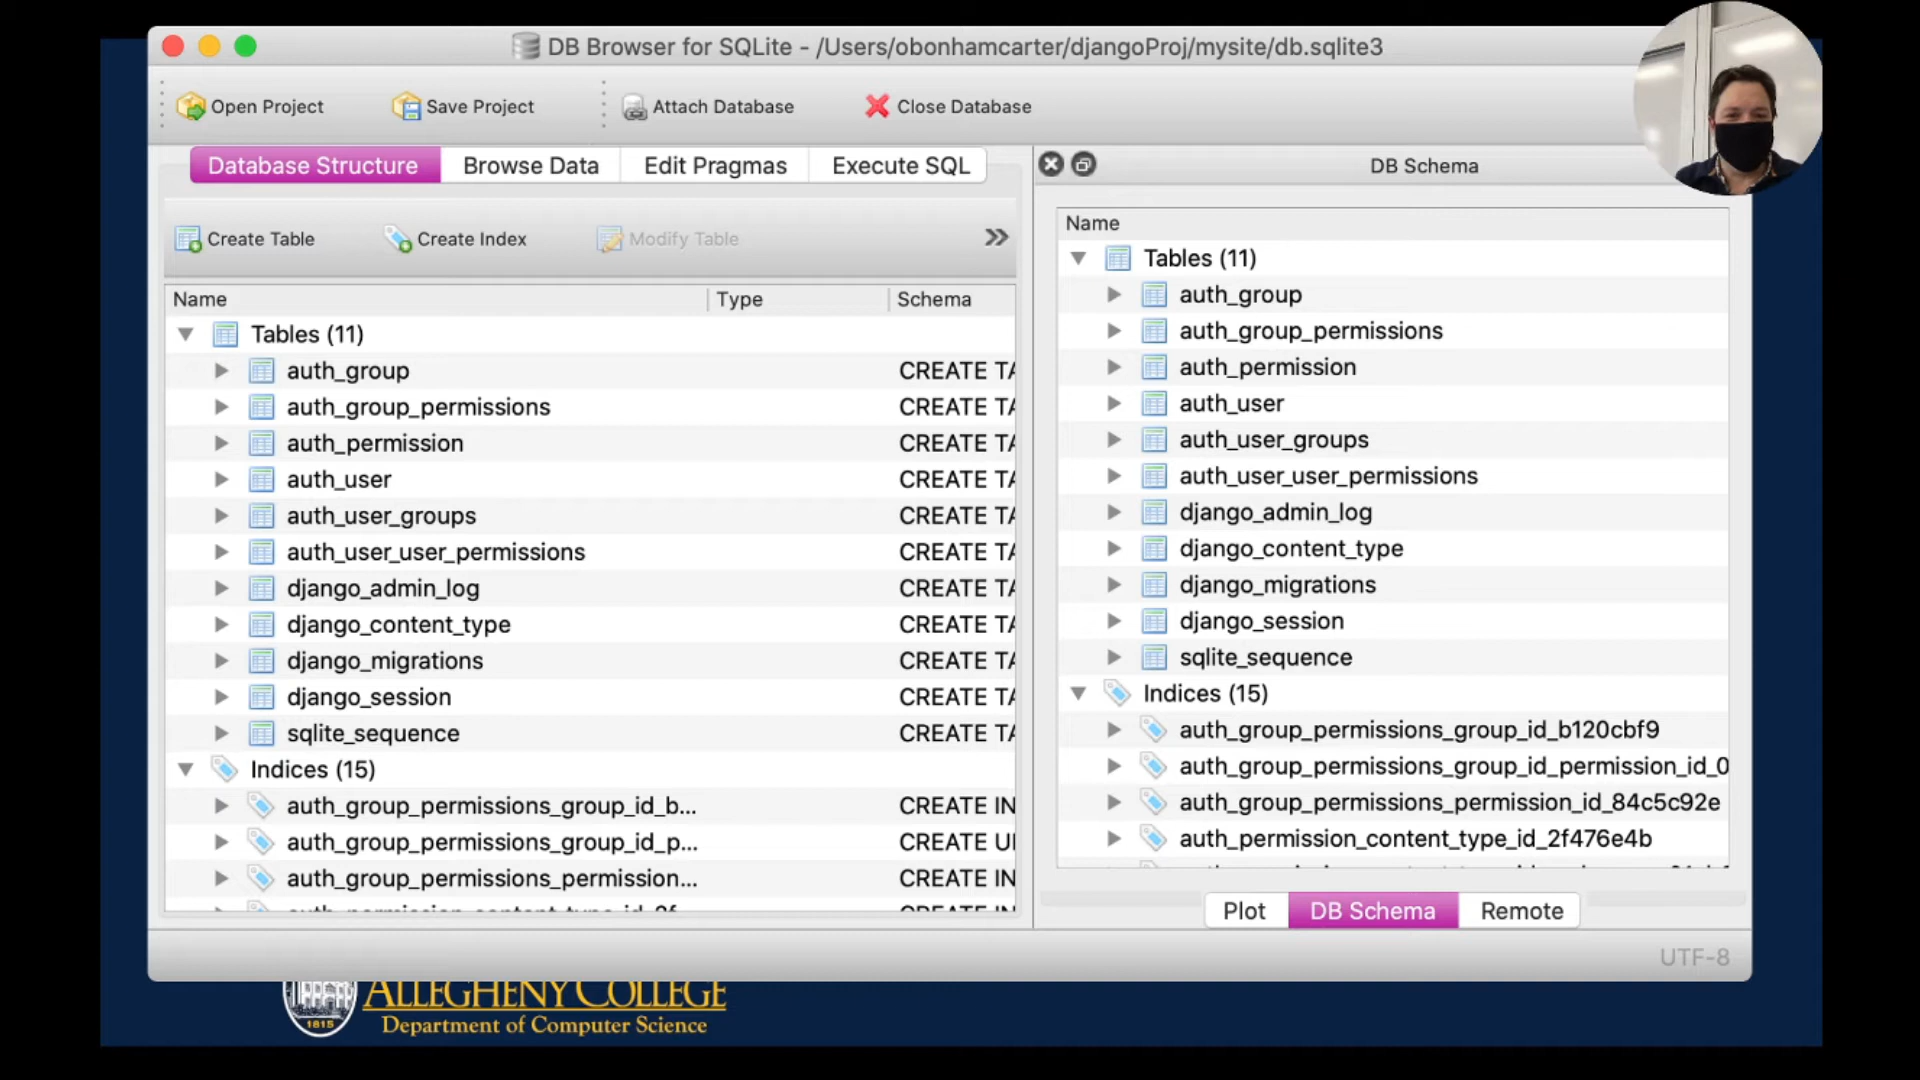 DB Browser for SQLite - /Users/obonhamcarter/djangoProj/mysite/db.sqlite3
Open Project Save Project Attach Database Close Database
Database Structure Browse Data Edit Pragmas Execute SQL
Create Table Create Index Modify Table »
Name Type Schema
Tables (11)
auth_group CREATE TA
auth_group_permissions CREATE TA
auth_permission CREATE TA
auth_user CREATE TA
auth_user_groups CREATE TA
auth_user_user_permissions CREATE TA
django_admin_log CREATE TA
django_content_type CREATE TA
django_migrations CREATE TA
django_session CREATE TA
sqlite_sequence CREATE TA
Indices (15)
auth_group_permissions_group_id_b... CREATE IN
auth_group_permissions_group_id_p... CREATE UI
auth_group_permissions_permission... CREATE IN
DB Schema
Name
Tables (11)
auth_group
auth_group_permissions
auth_permission
auth_user
auth_user_groups
auth_user_user_permissions
django_admin_log
django_content_type
django_migrations
django_session
sqlite_sequence
Indices (15)
auth_group_permissions_group_id_b120cbf9
auth_group_permissions_group_id_permission_id_0
auth_group_permissions_permission_id_84c5c92e
auth_permission_content_type_id_2f476e4b
Plot DB Schema Remote
UTF-8
1815
ALLEGHENY COLLEGE
Department of Computer Science